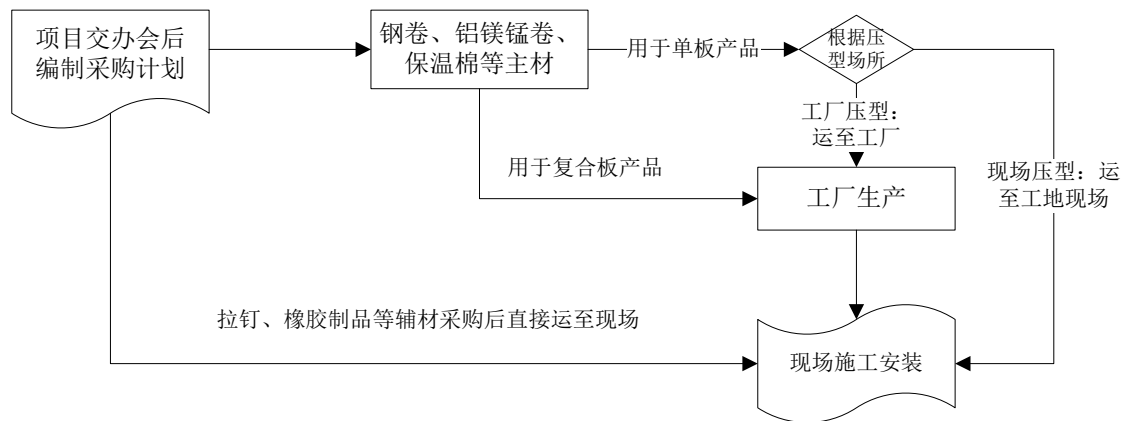 项目交办会后
编制采购计划
钢卷、铝镁锰卷、
保温棉等主材
用于单板产品
根据压
型场所
工厂压型：
运至工厂
用于复合板产品
工厂生产
现场压型：运
至工地现场
拉钉、橡胶制品等辅材采购后直接运至现场
现场施工安装